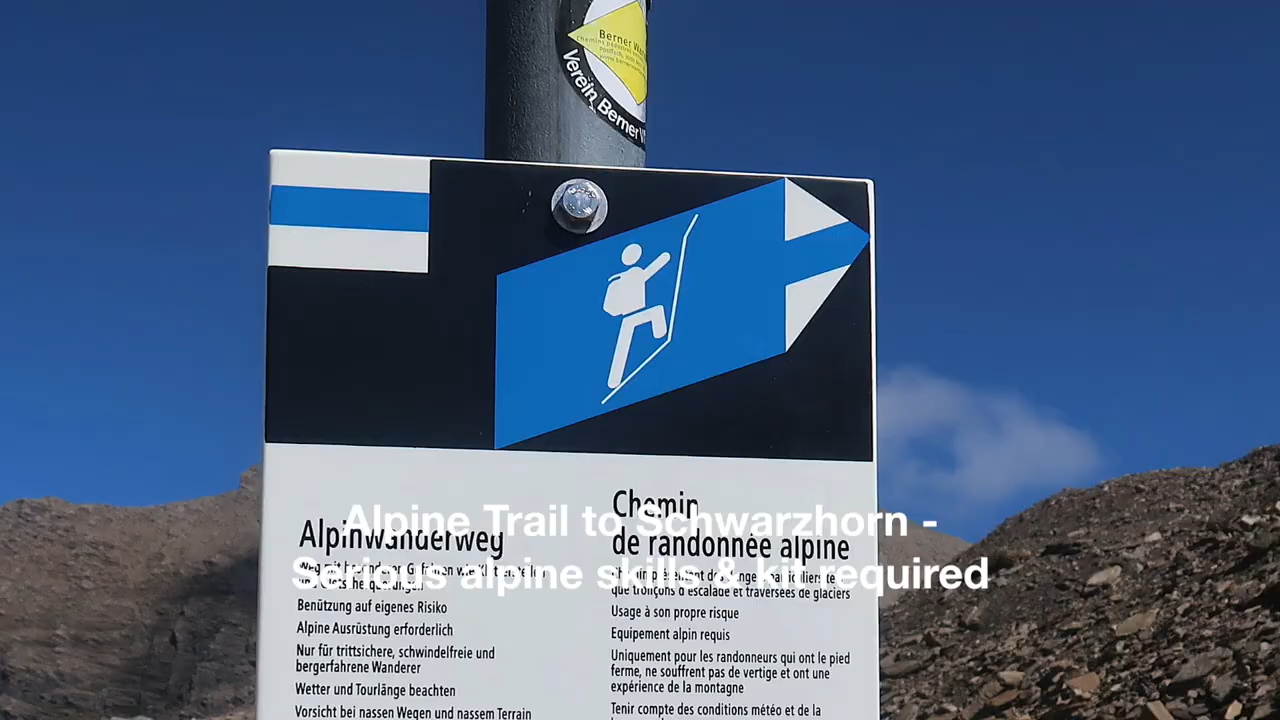 Berner
Verein Berner
Alpinwanderweg
Benützung auf eigenes Risiko
Alpine Ausrüstung erforderlich
Nur für trittsichere, schwindelfreie und
bergerfahrene Wanderer
Wetter und Tourlänge beachten
Vorsicht bei nassen Wegen und nassem Terrain
Chemin
de randonnée alpine
que tronçons d'escalade et traversées de glaciers
Usage à son propre risque
Equipement alpin requis
Uniquement pour les randonneurs qui ont le pied
ferme, ne souffrent pas de vertige et ont une
expérience de la montagne
Tenir compte des conditions météo et de la
Alpine Trail to Schwarzhorn -
Serious alpine skills & kit required